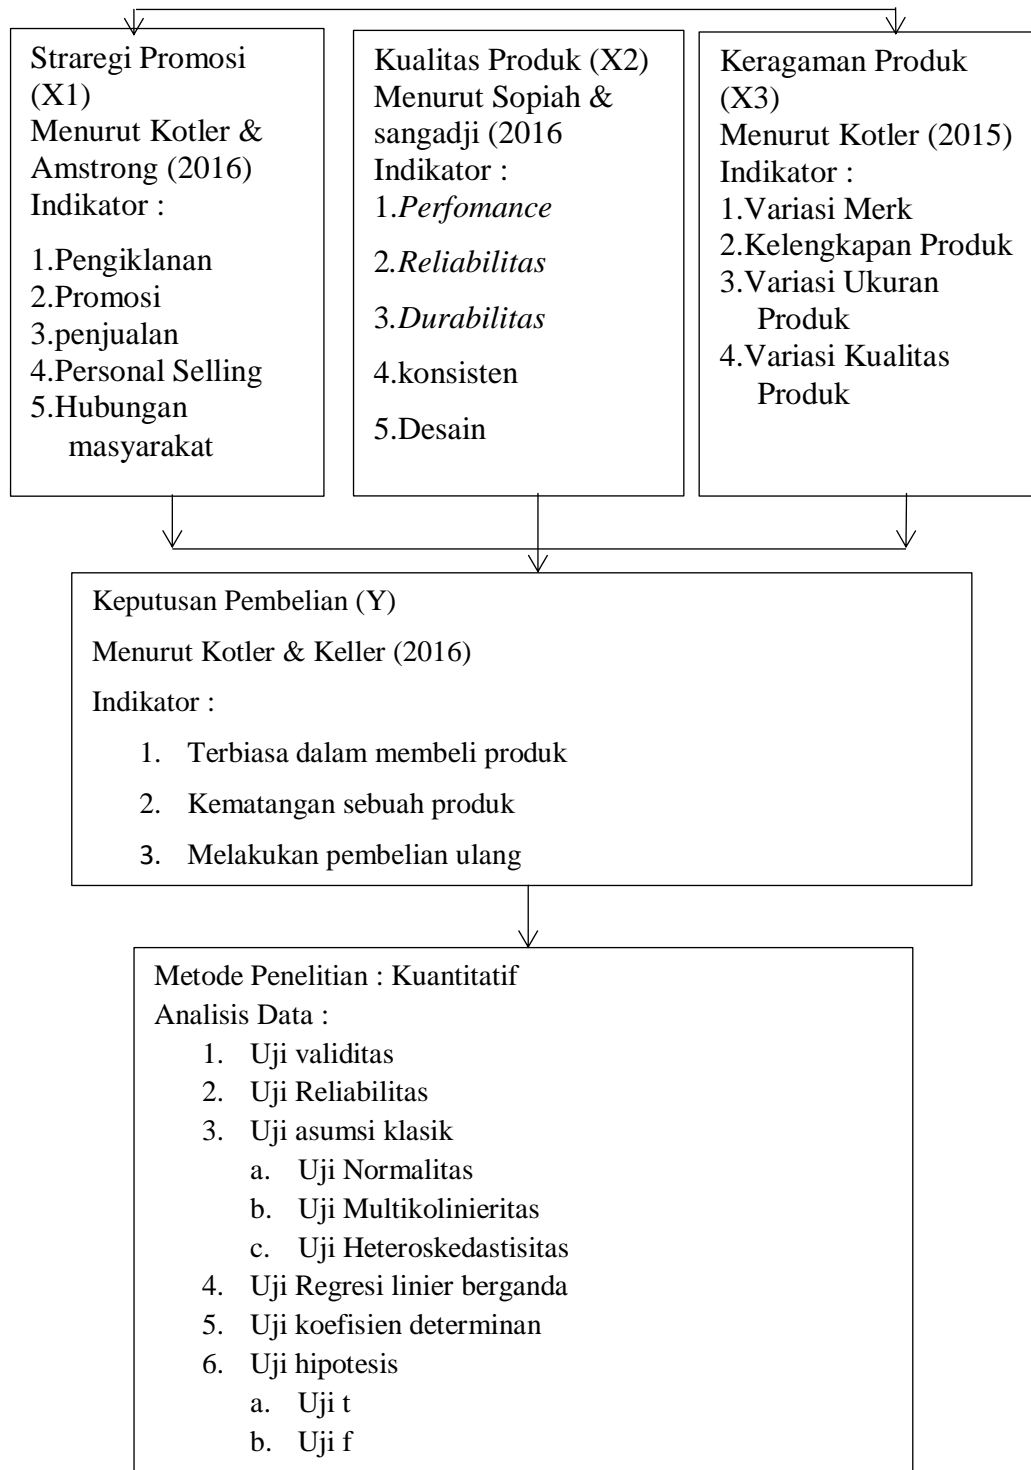 Straregi Promosi
(X1)
Menurut Kotler &
Amstrong (2016)
Indikator :
1.Pengiklanan
2.Promosi
3.penjualan
4.Personal Selling
5.Hubungan
masyarakat
Kualitas Produk (X2)
Menurut Sopiah &
sangadji (2016
Indikator :
1.Perfomance
2.Reliabilitas
3.Durabilitas
4.konsisten
5.Desain
Keragaman Produk
(X3)
Menurut Kotler (2015)
Indikator :
1.Variasi Merk
2.Kelengkapan Produk
3.Variasi Ukuran
Produk
4.Variasi Kualitas
Produk
Keputusan Pembelian (Y)
Menurut Kotler & Keller (2016)
Indikator :
1. Terbiasa dalam membeli produk
2. Kematangan sebuah produk
3. Melakukan pembelian ulang
Metode Penelitian : Kuantitatif
Analisis Data :
1. Uji validitas
2. Uji Reliabilitas
3. Uji asumsi klasik
a. Uji Normalitas
b. Uji Multikolinieritas
c. Uji Heteroskedastisitas
4. Uji Regresi linier berganda
5. Uji koefisien determinan
6. Uji hipotesis
a. Uji t
b. Uji f